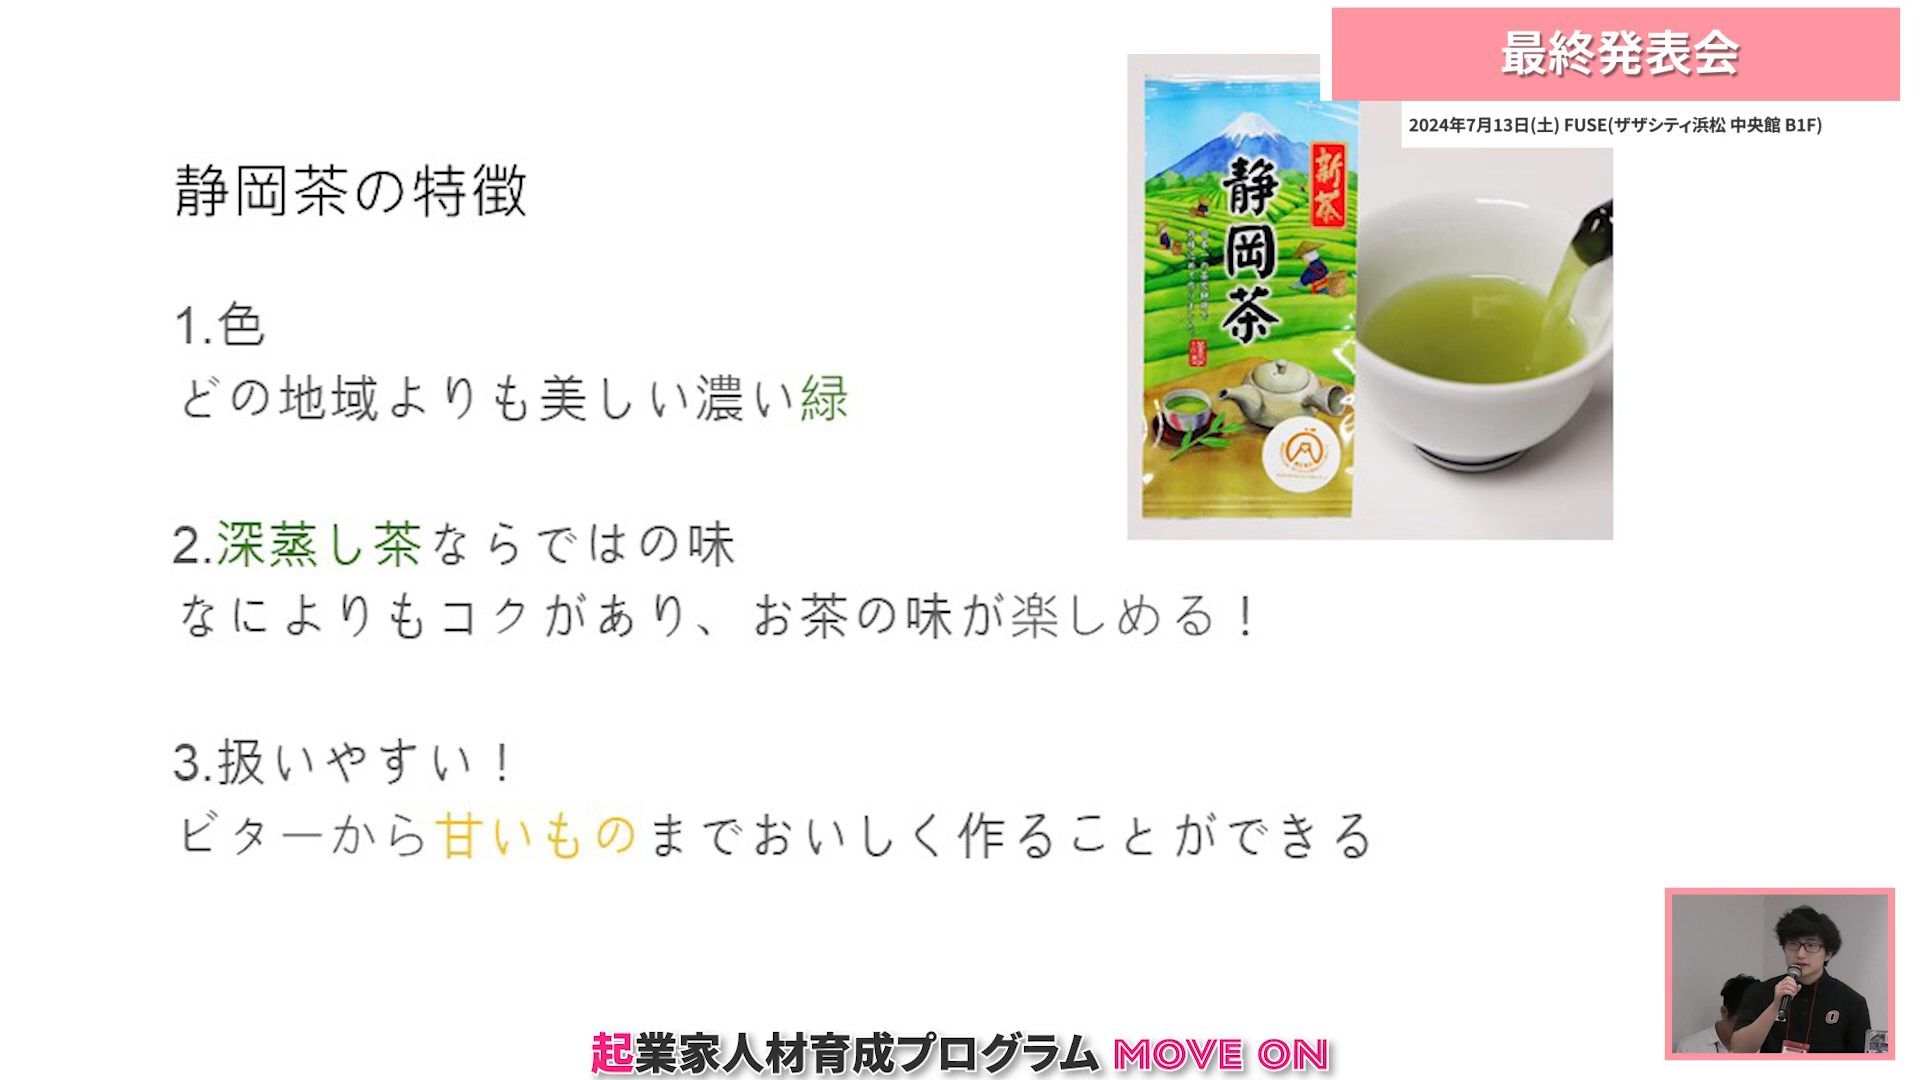 最終発表会
2024年7月13日(土) FUSE(ザザシティ浜松 中央館 B1F)
静岡茶の特徴
新茶
静岡茶
1.色
どの地域よりも美しい濃い緑
2.深蒸し茶ならではの味
なによりもコクがあり、お茶の味が楽しめる！
3.扱いやすい！
ビターから甘いものまでおいしく作ることができる
起業家人材育成プログラム MOVE ON